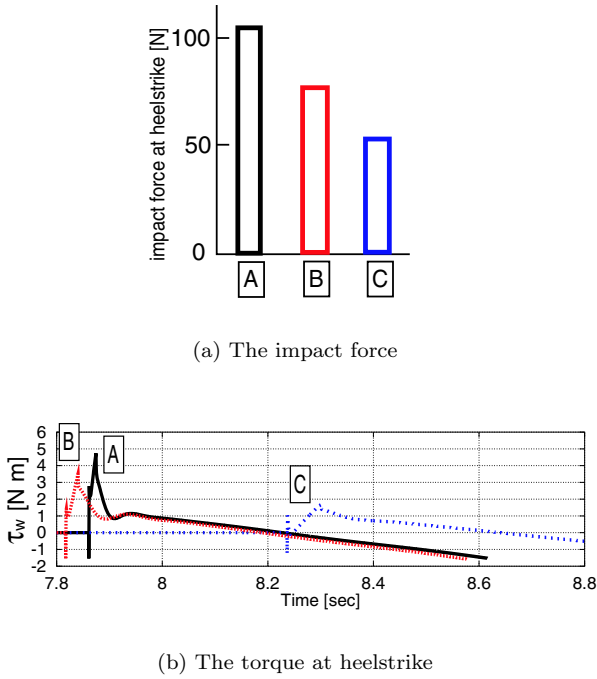 impact force at heelstrike [N]
100
50
0
A
B
C
(a) The impact force
τw [N m]
6
5
4
3
2
1
0
-1
-2
B
A
C
7.8
8
8.2
8.4
8.6
8.8
Time [sec]
(b) The torque at heelstrike